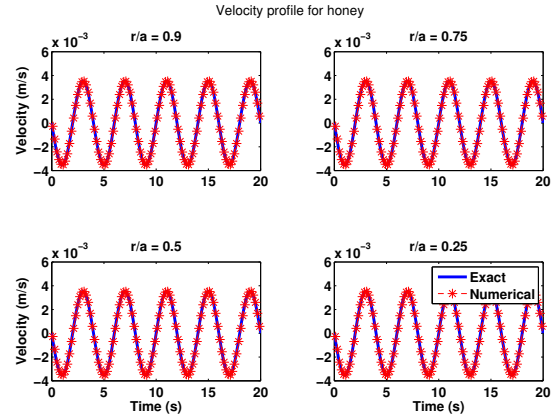 Velocity profile for honey
r/a = 0.9
x 10⁻³
6
4
2
0
−2
−4
Velocity (m/s)
0 5 10 15 20
r/a = 0.75
x 10⁻³
6
4
2
0
−2
−4
0 5 10 15 20
r/a = 0.5
x 10⁻³
6
4
2
0
−2
−4
Velocity (m/s)
0 5 10 15 20
Time (s)
r/a = 0.25
x 10⁻³
6
4
2
0
−2
−4
0 5 10 15 20
Time (s)
Exact
Numerical